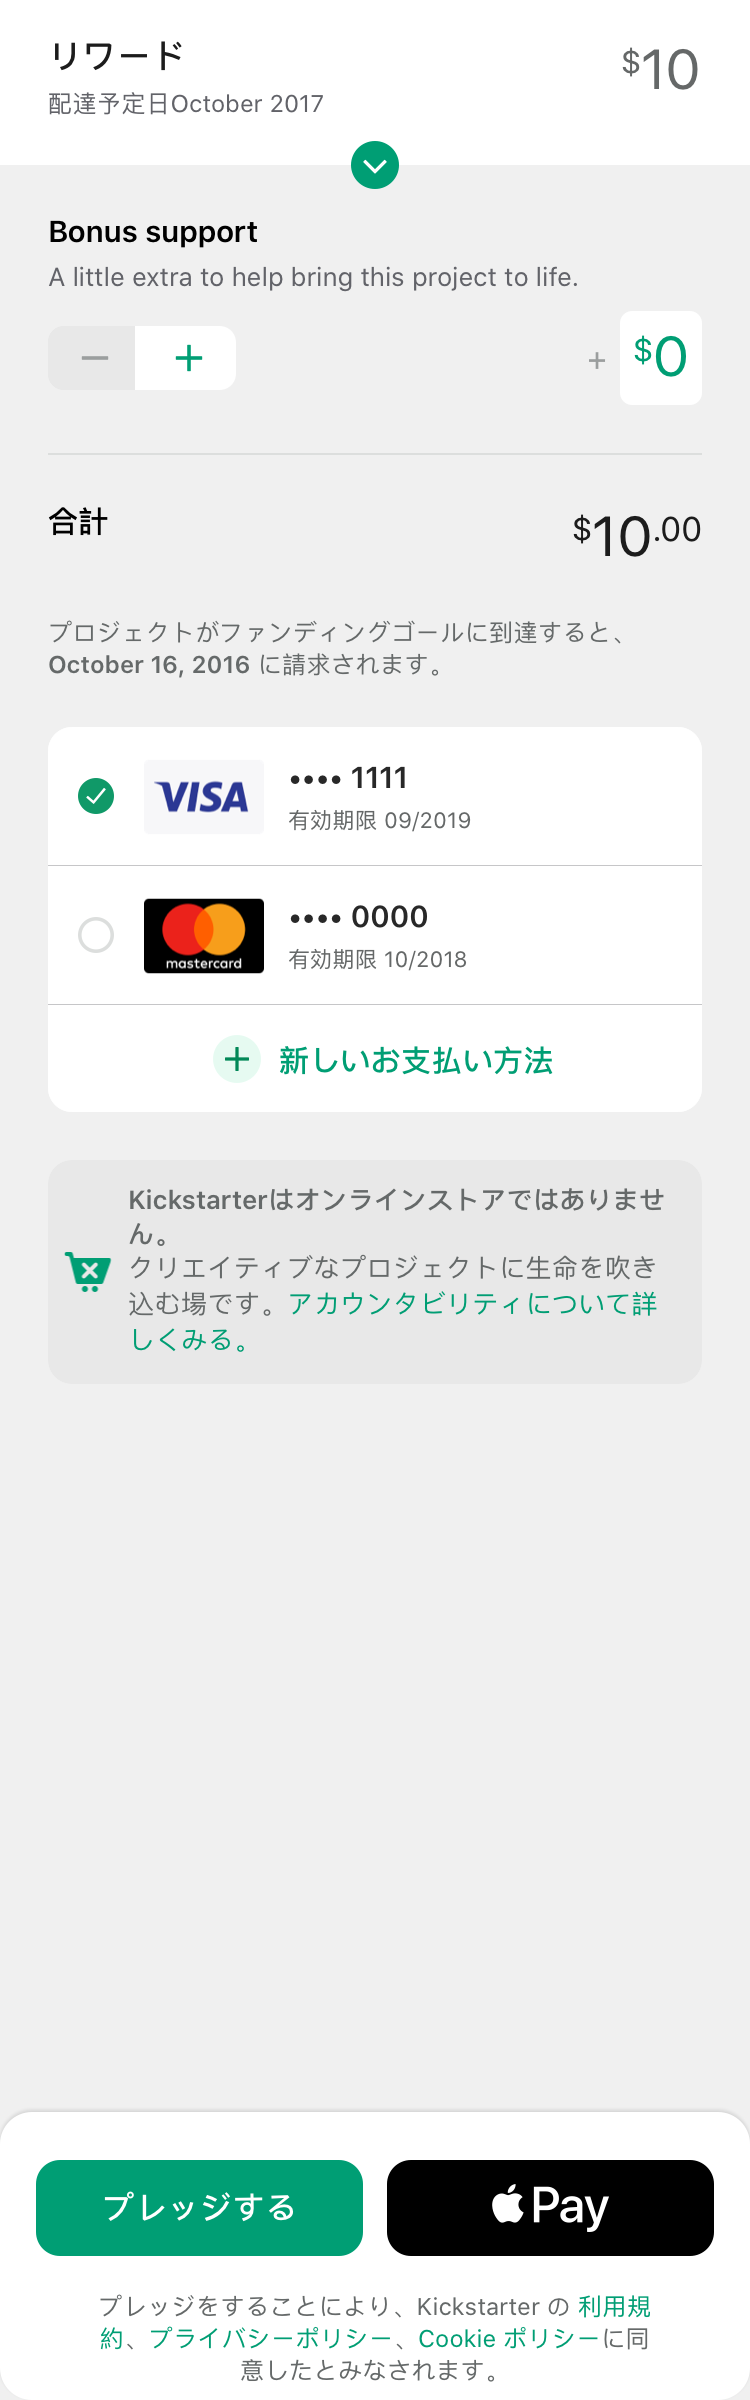 リワード
$10
配達予定日October 2017
Bonus support
A little extra to help bring this project to life.
+ $0
合計
$10.00
プロジェクトがファンディングゴールに到達すると、
October 16, 2016 に請求されます。
VISA
•••• 1111
有効期限 09/2019
mastercard
•••• 0000
有効期限 10/2018
新しいお支払い方法
Kickstarterはオンラインストアではありませ
ん。
クリエイティブなプロジェクトに生命を吹き
込む場です。アカウンタビリティについて詳
しくみる。
プレッジする
Pay
プレッジをすることにより、Kickstarter の 利用規
約、プライバシーポリシー、Cookie ポリシーに同
意したとみなされます。